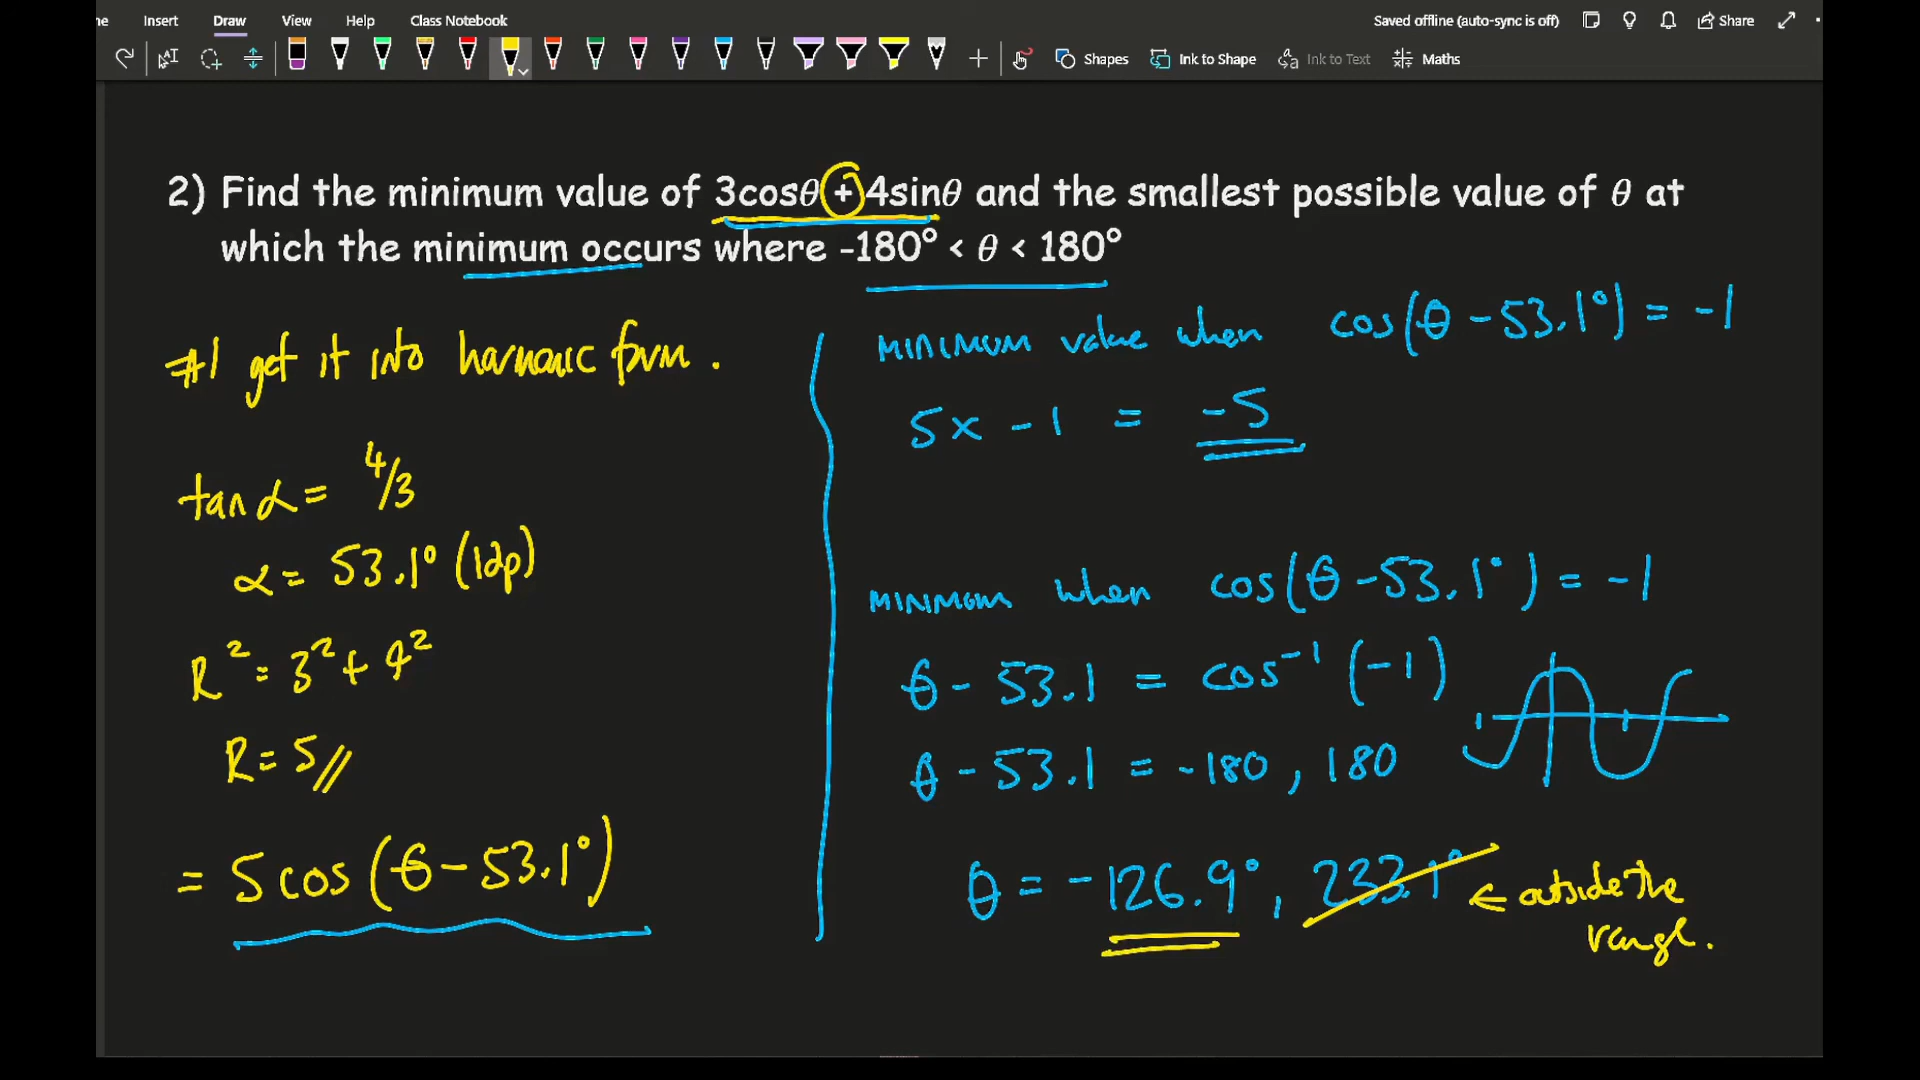 Insert Draw View Help Class Notebook Saved offline (auto-sync is off) Share
Shapes Ink to Shape Ink to Text Maths
2) Find the minimum value of 3cosθ + 4sinθ and the smallest possible value of θ at
which the minimum occurs where -180° < θ < 180°
#1 get it into harmonic form.
tan α = 4/3
α = 53.1° (1dp)
R² = 3² + 4²
R = 5//
= 5cos(θ - 53.1°)
MINIMUM value when cos(θ - 53.1°) = -1
5x -1 = -5
MINIMUM when cos(θ - 53.1°) = -1
θ - 53.1 = cos⁻¹(-1)
θ - 53.1 = -180, 180
θ = -126.9°, 233.1° ← outside the
range.